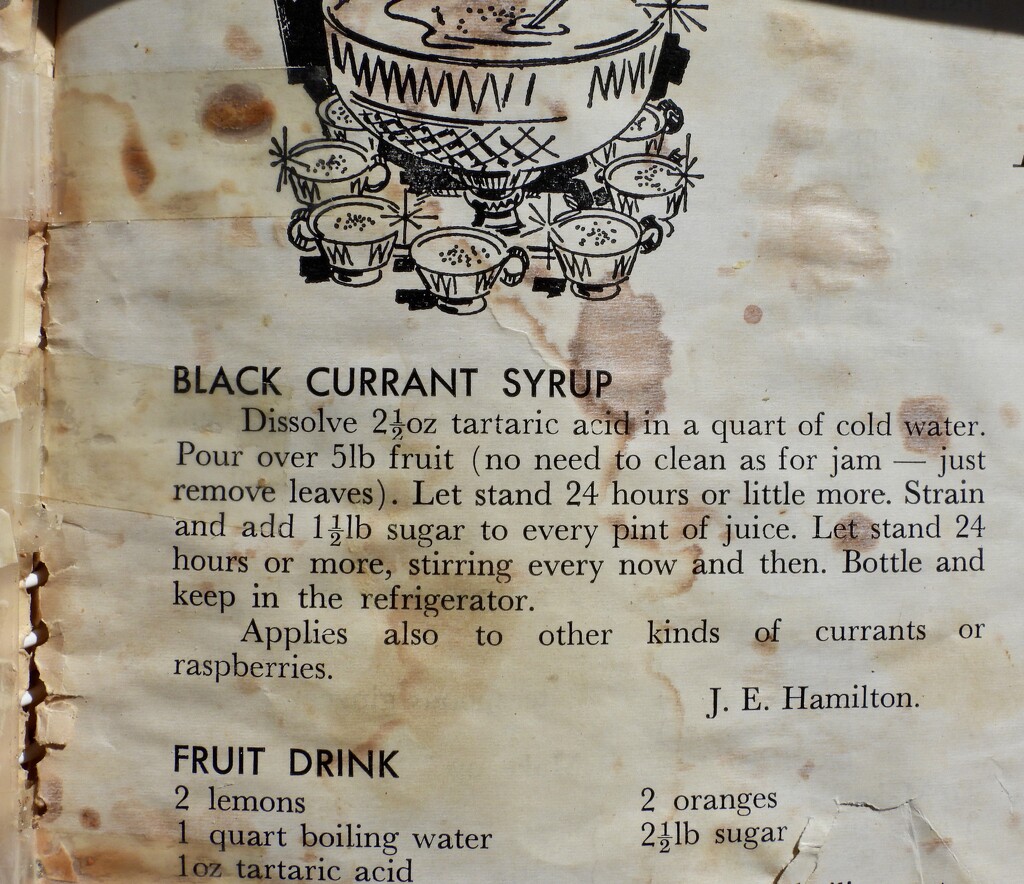 BLACK CURRANT SYRUP
Dissolve 2½oz tartaric acid in a quart of cold water.
Pour over 5lb fruit (no need to clean as for jam — just
remove leaves). Let stand 24 hours or little more. Strain
and add 1½lb sugar to every pint of juice. Let stand 24
hours or more, stirring every now and then. Bottle and
keep in the refrigerator.
Applies also to other kinds of currants or
raspberries.
J. E. Hamilton.
FRUIT DRINK
2 lemons 2 oranges
1 quart boiling water 2½lb sugar
1oz tartaric acid